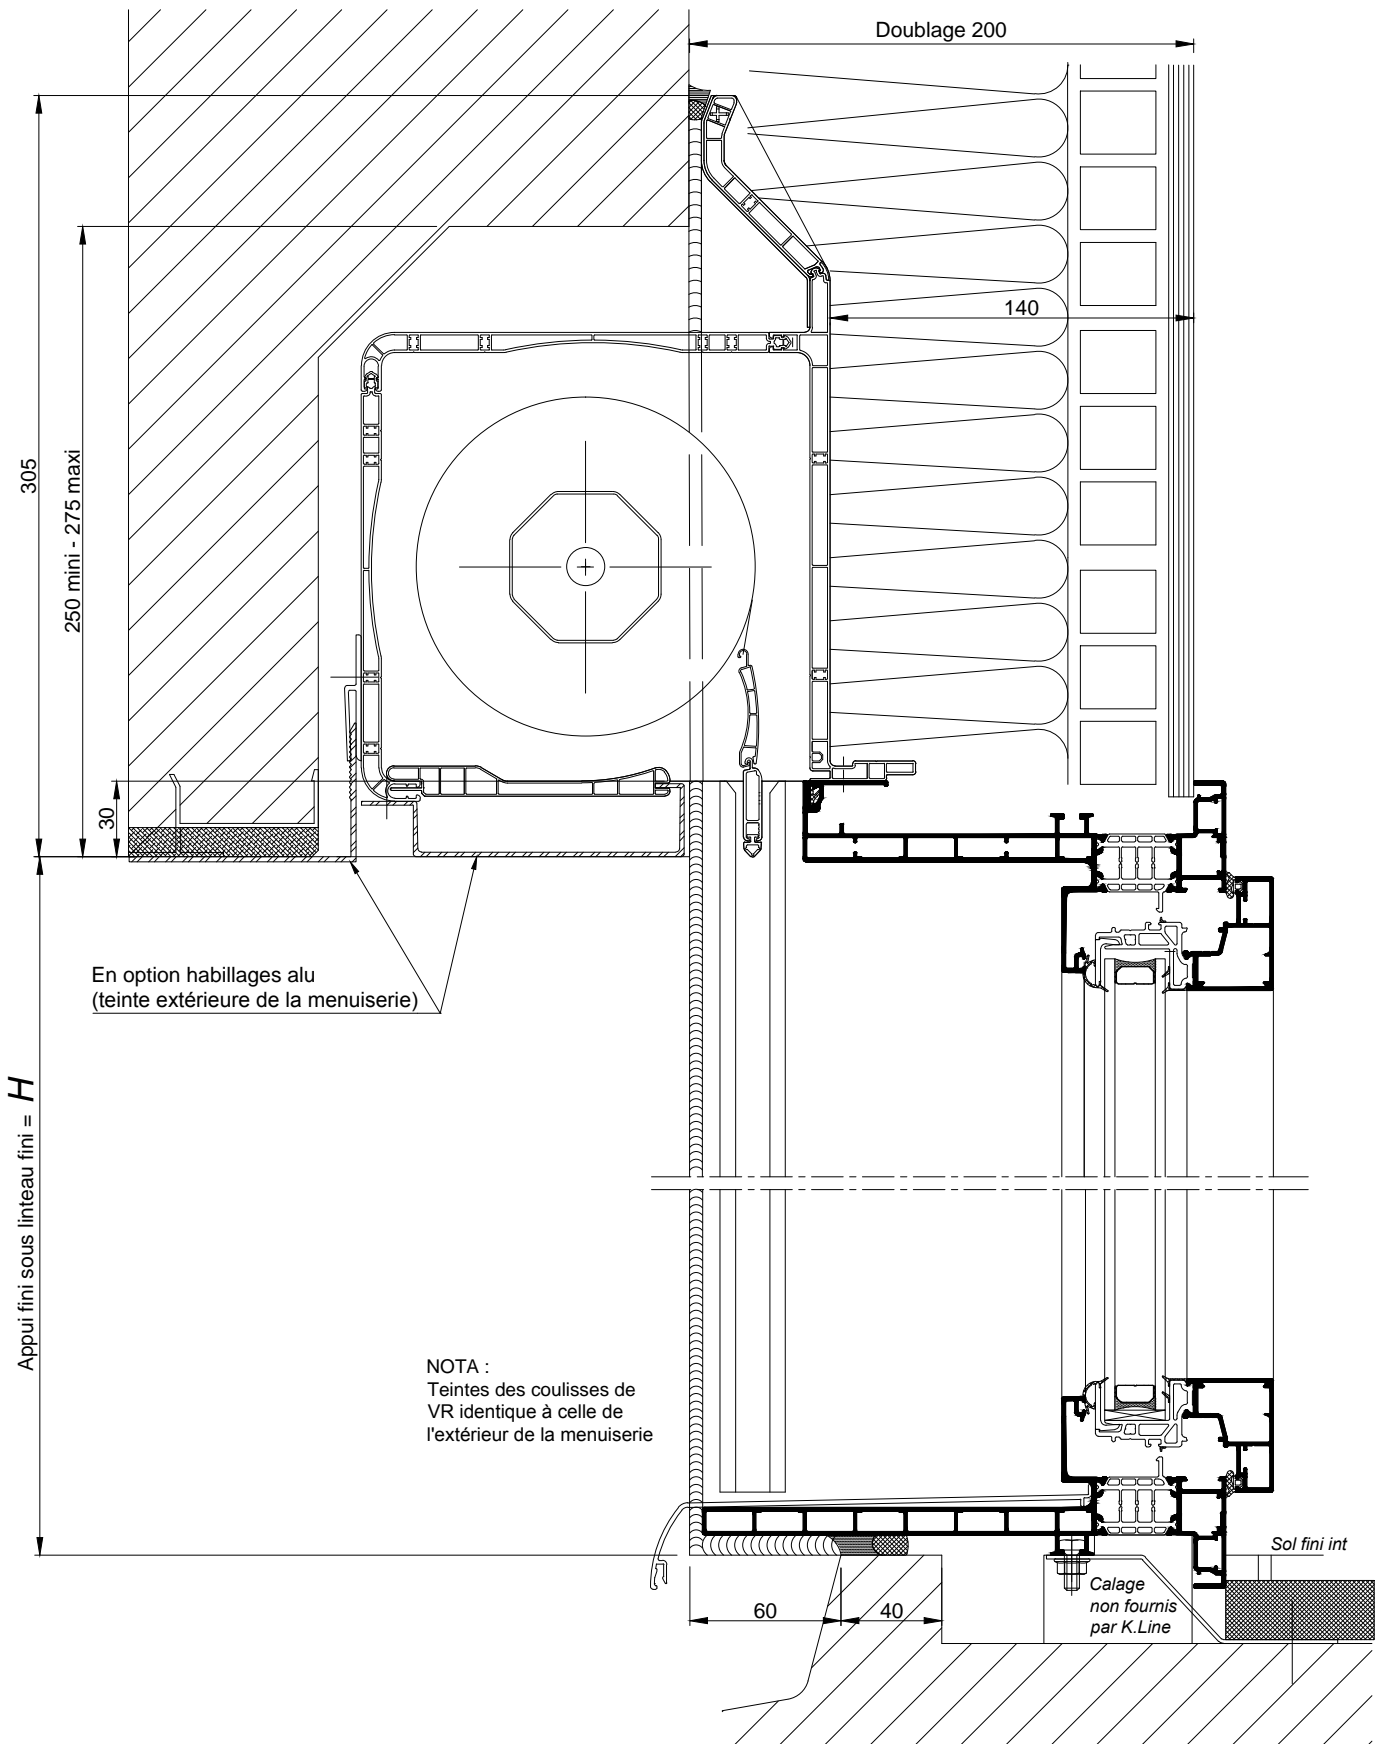 Doublage 200
140
305
250 mini - 275 maxi
30
En option habillages alu
(teinte extérieure de la menuiserie)
Appui fini sous linteau fini = H
NOTA :
Teintes des coulisses de
VR identique à celle de
l'extérieur de la menuiserie
Sol fini int
60
40
Calage
non fournis
par K.Line